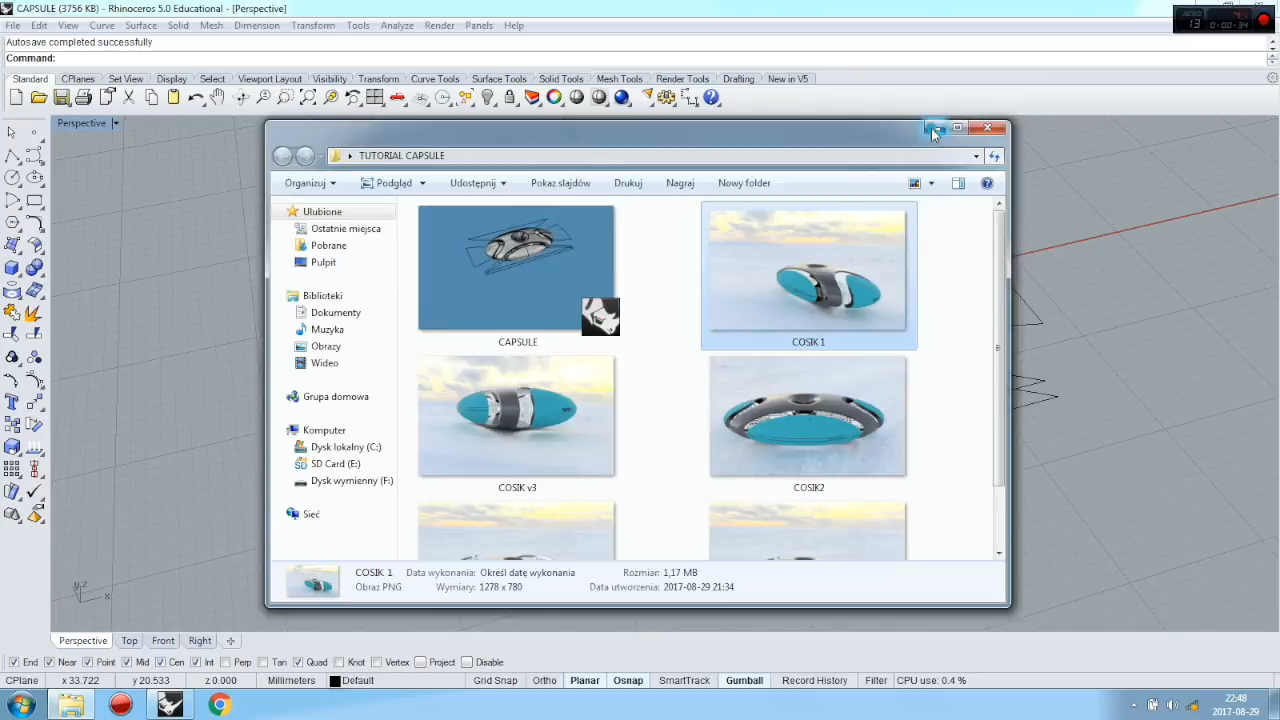 CAPSULE (3756 KB) - Rhinoceros 5.0 Educational - [Perspective]
File Edit View Curve Surface Solid Mesh Dimension Transform Tools Analyze Render Panels Help
Autosave completed successfully
Command:
Standard CPlanes Set View Display Select Viewport Layout Visibility Transform Curve Tools Surface Tools Solid Tools Mesh Tools Render Tools Drafting New in V5
Perspective
TUTORIAL CAPSULE
Organizuj Podgląd Udostępnij Pokaz slajdów Drukuj Nagraj Nowy folder
Ulubione
Ostatnie miejsca
Pobrane
Pulpit
Biblioteki
Dokumenty
Muzyka
Obrazy
Wideo
Grupa domowa
Komputer
Dysk lokalny (C:)
SD Card (E:)
Dysk wymienny (F:)
Sieć
CAPSULE
COSIK 1
COSIK v3
COSIK2
COSIK 1 Data wykonania: Określ datę wykonania Rozmiar: 1,17 MB
Obraz PNG Wymiary: 1278 x 780 Data utworzenia: 2017-08-29 21:34
Perspective Top Front Right
End Near Point Mid Cen Int Perp Tan Quad Knot Vertex Project Disable
CPlane x 33.722 y 20.533 z 0.000 Millimeters Default Grid Snap Ortho Planar Osnap SmartTrack Gumball Record History Filter CPU use: 0.4 %
22:48
2017-08-29
13
0:00:34